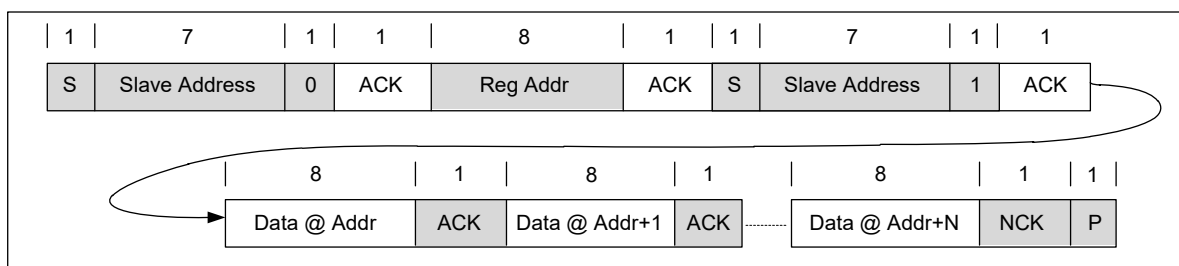 1 7 1 1 8 1 1 7 1 1
S Slave Address 0 ACK Reg Addr ACK S Slave Address 1 ACK
8 1 8 1 8 1 1
Data @ Addr ACK Data @ Addr+1 ACK Data @ Addr+N NCK P